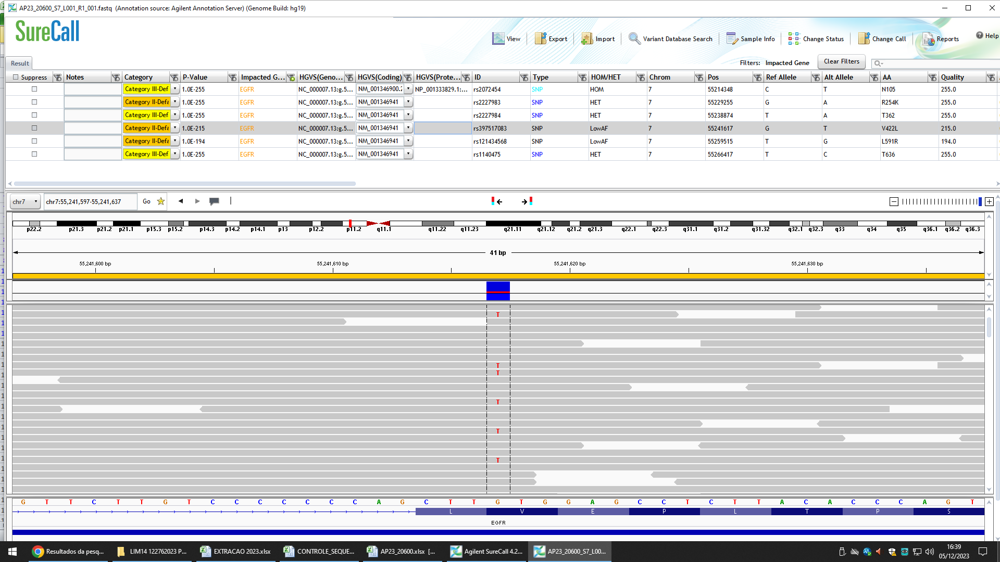 AP23_20600_S7_L001_R1_001.fastq (Annotation source: Agilent Annotation Server) (Genome Build: hg19)
SureCall
View Export Import Variant Database Search Sample Info Change Status Change Call Reports Help
Result Filters: Impacted Gene Clear Filters
Suppress Notes Category P-Value Impacted G... HGVS(Geno... HGVS(Coding) HGVS(Prote... ID Type HOM/HET Chrom Pos Ref Allele Alt Allele AA Quality
Category III-Def 1.0E-255 EGFR NC_000007.13:g.5... NM_001346900.2 NP_001333829.1:... rs2072454 SNP HOM 7 55214348 C T N105 255.0
Category II-Defa 1.0E-255 EGFR NC_000007.13:g.5... NM_001346941 rs2227983 SNP HET 7 55229255 G A R254K 255.0
Category III-Def 1.0E-255 EGFR NC_000007.13:g.5... NM_001346941 rs2227984 SNP HET 7 55238874 T A T362 255.0
Category II-Defa 1.0E-215 EGFR NC_000007.13:g.5... NM_001346941 rs397517083 SNP LowAF 7 55241617 G T V422L 215.0
Category II-Defa 1.0E-194 EGFR NC_000007.13:g.5... NM_001346941 rs121434568 SNP LowAF 7 55259515 T G L591R 194.0
Category III-Def 1.0E-255 EGFR NC_000007.13:g.5... NM_001346941 rs1140475 SNP HET 7 55266417 T C T636 255.0
chr7 chr7:55,241,597-55,241,637 Go
p22.2 p21.3 p21.2 p21.1 p15.3 p15.2 p14.3 p14.2 p14.1 p13 p12.2 p12.1 p11.2 q11.1 q11.22 q11.23 q21.11 q21.12 q21.2 q21.3 q22.1 q22.3 q31.1 q31.2 q31.32 q32.1 q32.3 q33 q34 q35 q36.1 q36.2 q36.3
41 bp
55,241,600 bp 55,241,610 bp 55,241,620 bp 55,241,630 bp
T
T
T
T
T
T
G T T C T T G T C C C C C C C A G C T T G T G G A G C C T C T T A C A C C C A G T
L V E P L T P S
EGFR
Resultados da pesq... LIM14 122762023 P... EXTRACAO 2023.xlsx CONTROLE_SEQUE... AP23_20600.xlsx [... Agilent SureCall 4.2... AP23_20600_S7_L00...
16:39
05/12/2023